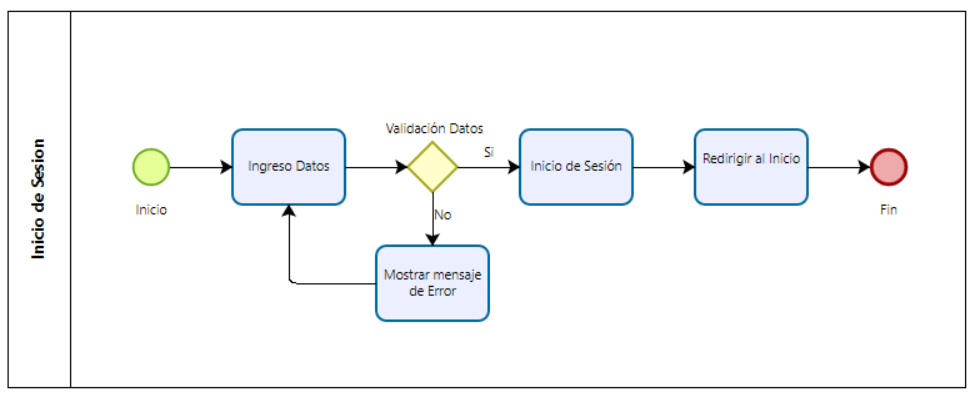 Inicio de Sesion
Inicio
Ingreso Datos
Validación Datos
Si
No
Mostrar mensaje
de Error
Inicio de Sesión
Redirigir al Inicio
Fin